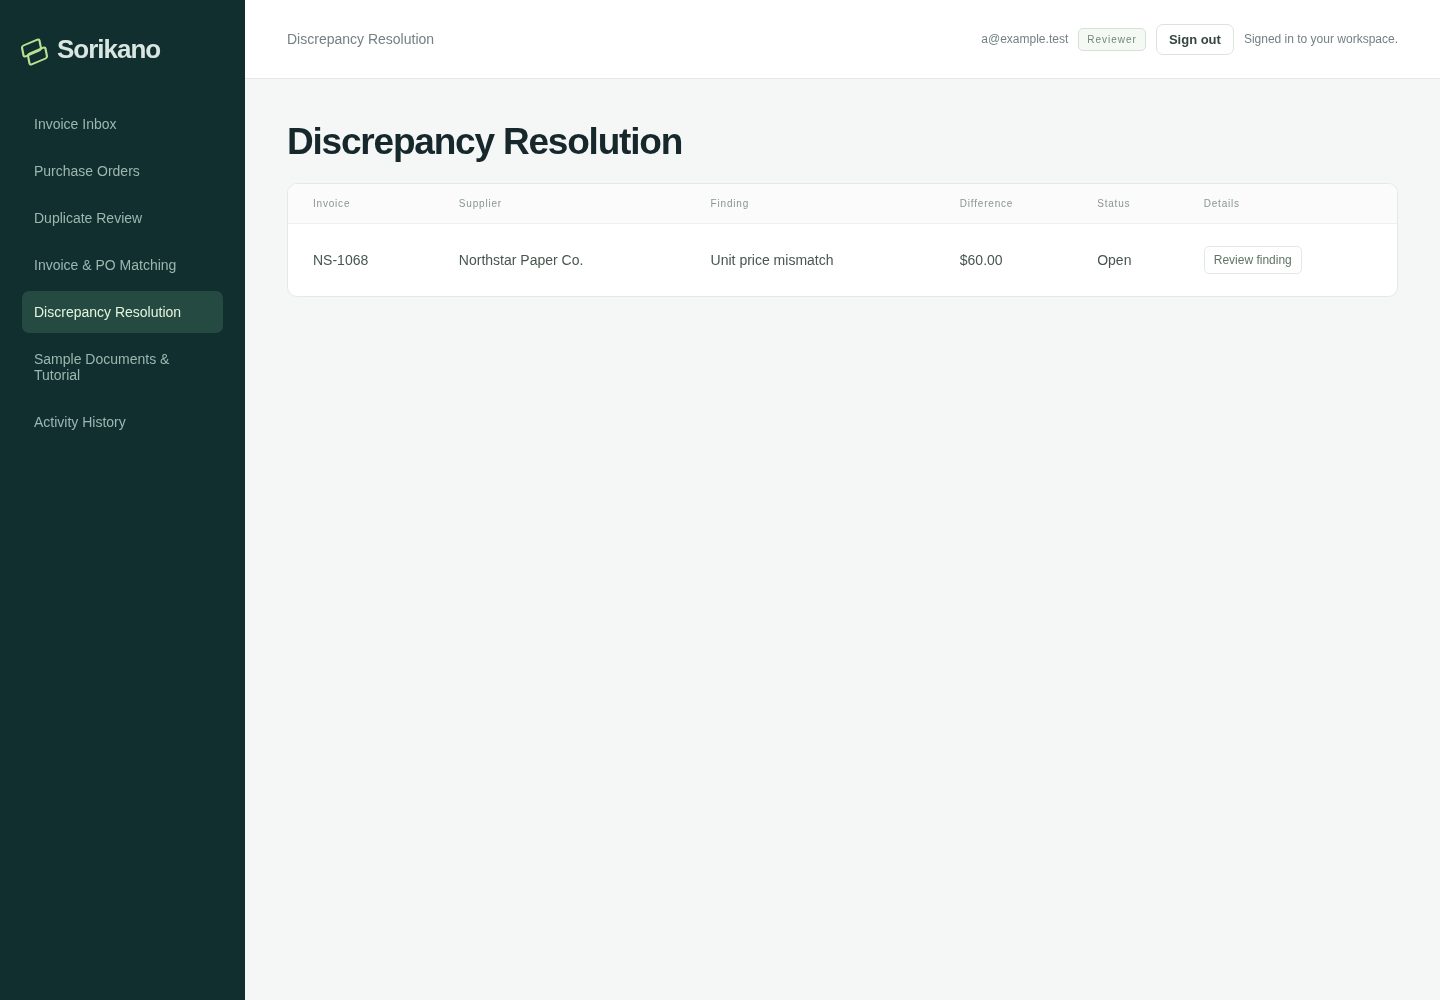 Sorikano
Invoice Inbox
Purchase Orders
Duplicate Review
Invoice & PO Matching
Discrepancy Resolution
Sample Documents &
Tutorial
Activity History
Discrepancy Resolution
a@example.test Reviewer Sign out Signed in to your workspace.
Discrepancy Resolution
Invoice Supplier Finding Difference Status Details
NS-1068 Northstar Paper Co. Unit price mismatch $60.00 Open Review finding